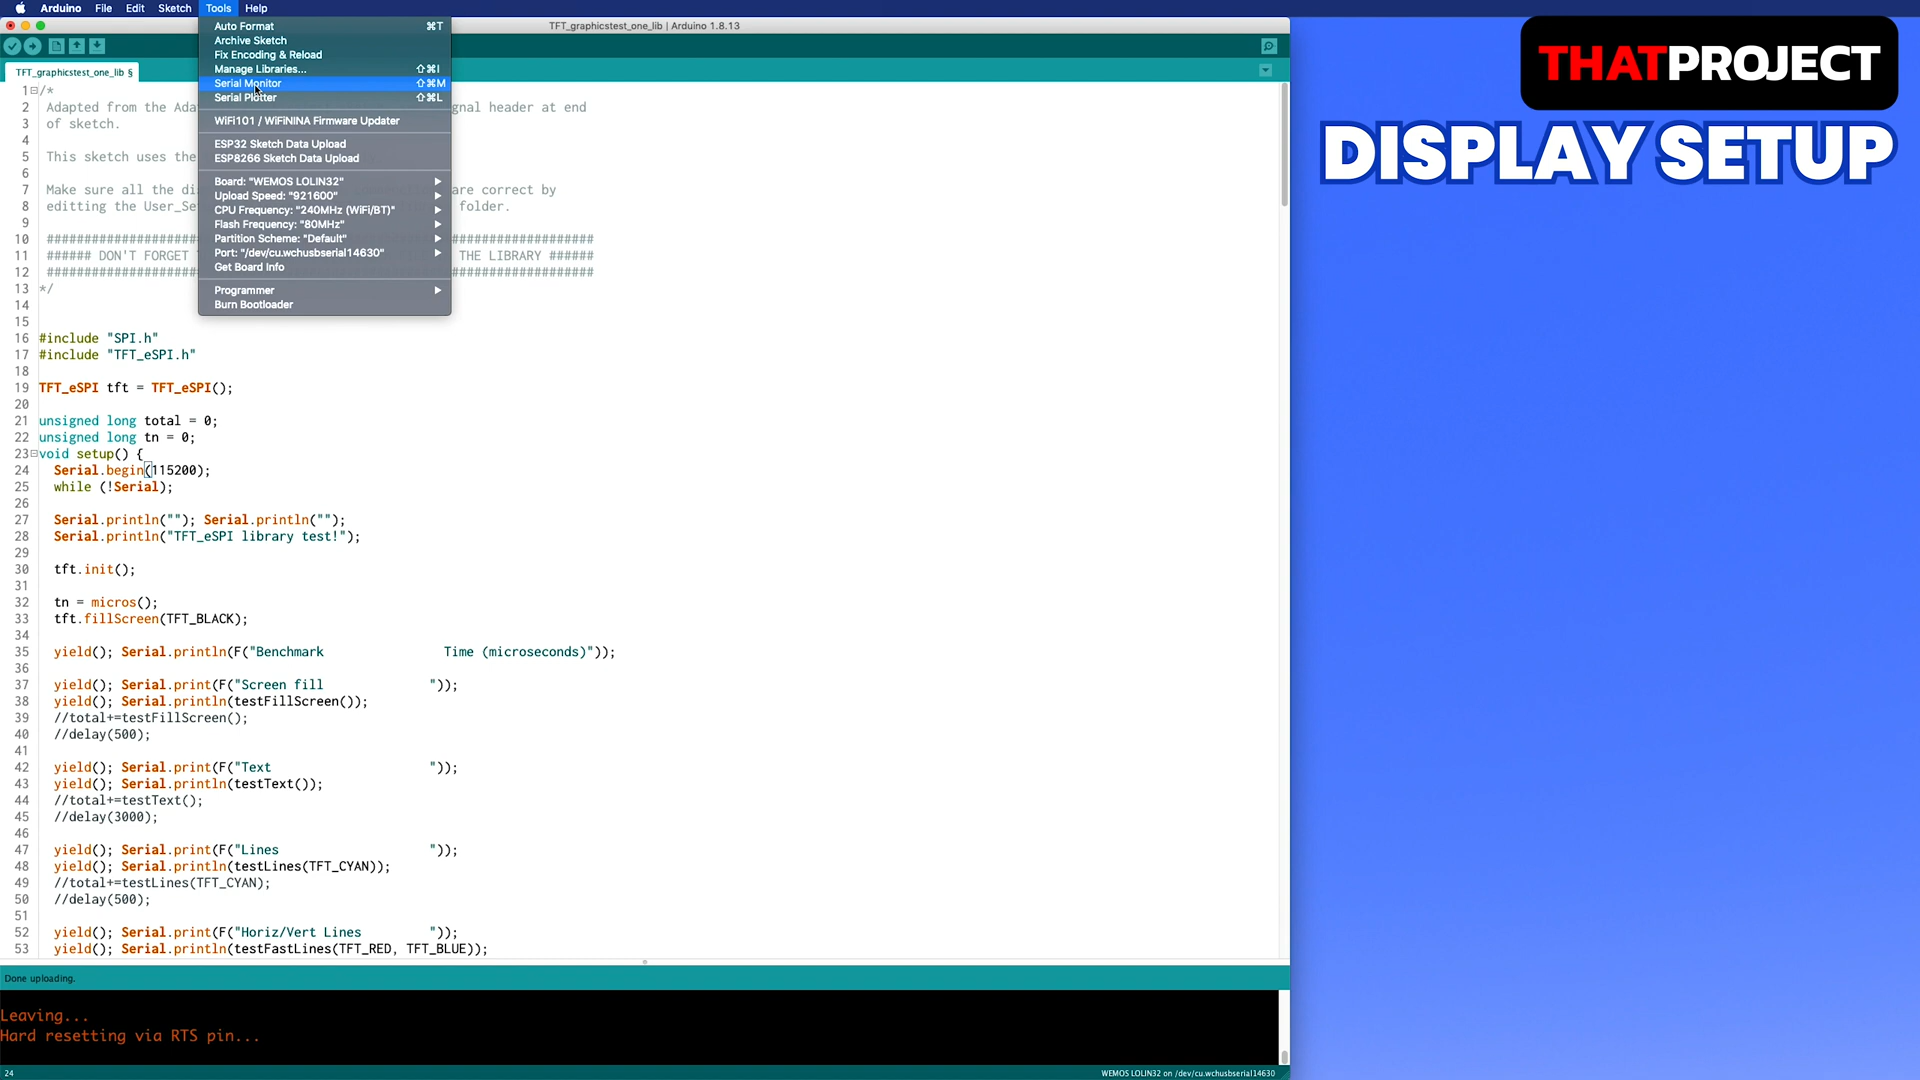 Arduino File Edit Sketch Tools Help
TFT_graphicstest_one_lib | Arduino 1.8.13
TFT_graphicstest_one_lib §
Auto Format ⌘T
Archive Sketch
Fix Encoding & Reload
Manage Libraries... ⇧⌘I
Serial Monitor ⇧⌘M
Serial Plotter ⇧⌘L
WiFi101 / WiFiNINA Firmware Updater
ESP32 Sketch Data Upload
ESP8266 Sketch Data Upload
Board: "WEMOS LOLIN32"
Upload Speed: "921600"
CPU Frequency: "240MHz (WiFi/BT)"
Flash Frequency: "80MHz"
Partition Scheme: "Default"
Port: "/dev/cu.wchusbserial14630"
Get Board Info
Programmer
Burn Bootloader
1 /*
2 Adapted from the Ada gnal header at end
3 of sketch.
4
5 This sketch uses the
6
7 Make sure all the di are correct by
8 editting the User_Se folder.
9
10 #################### ###################
11 ###### DON'T FORGET THE LIBRARY ######
12 #################### ###################
13 */
14
15
16 #include "SPI.h"
17 #include "TFT_eSPI.h"
18
19 TFT_eSPI tft = TFT_eSPI();
20
21 unsigned long total = 0;
22 unsigned long tn = 0;
23 void setup() {
24 Serial.begin(115200);
25 while (!Serial);
26
27 Serial.println(""); Serial.println("");
28 Serial.println("TFT_eSPI library test!");
29
30 tft.init();
31
32 tn = micros();
33 tft.fillScreen(TFT_BLACK);
34
35 yield(); Serial.println(F("Benchmark                Time (microseconds)"));
36
37 yield(); Serial.print(F("Screen fill              "));
38 yield(); Serial.println(testFillScreen());
39 //total+=testFillScreen();
40 //delay(500);
41
42 yield(); Serial.print(F("Text                     "));
43 yield(); Serial.println(testText());
44 //total+=testText();
45 //delay(3000);
46
47 yield(); Serial.print(F("Lines                    "));
48 yield(); Serial.println(testLines(TFT_CYAN));
49 //total+=testLines(TFT_CYAN);
50 //delay(500);
51
52 yield(); Serial.print(F("Horiz/Vert Lines         "));
53 yield(); Serial.println(testFastLines(TFT_RED, TFT_BLUE));
Done uploading.
Leaving...
Hard resetting via RTS pin...
24
WEMOS LOLIN32 on /dev/cu.wchusbserial14630
THATPROJECT
DISPLAY SETUP